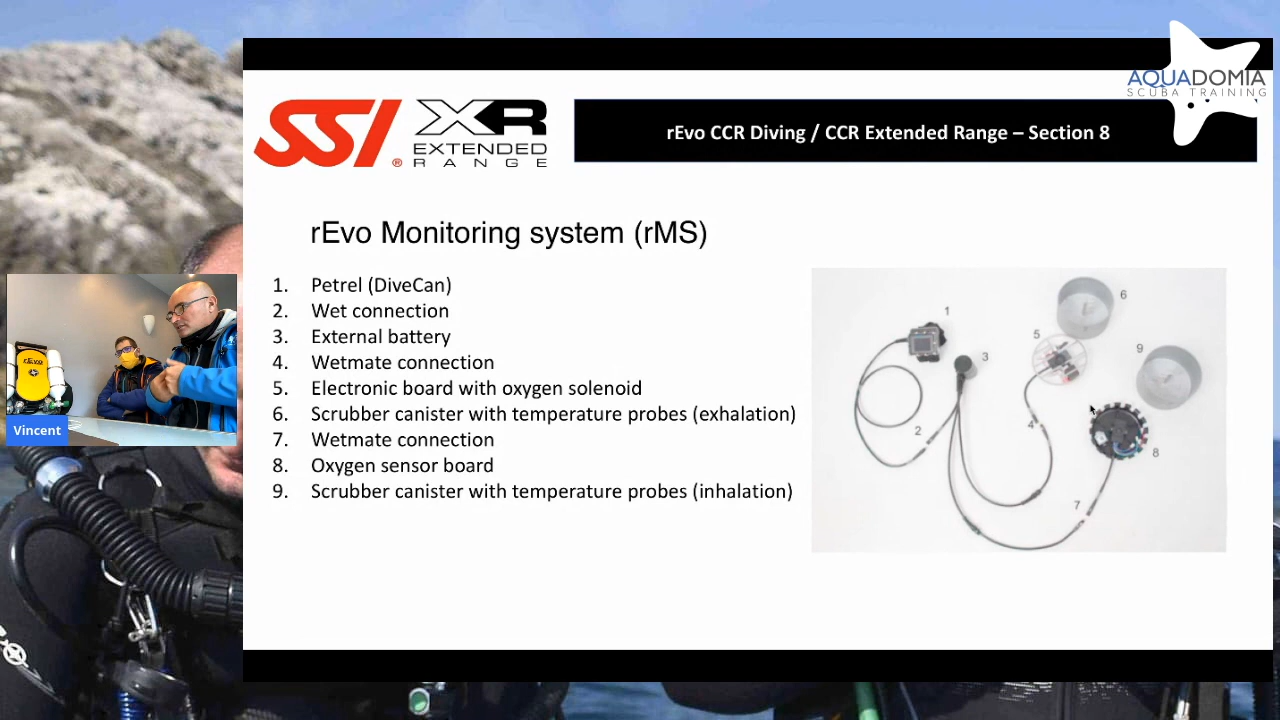 AQUADOMIA
SCUBA TRAINING
SSI® XR
EXTENDED
RANGE
rEvo CCR Diving / CCR Extended Range – Section 8
rEvo Monitoring system (rMS)
1. Petrel (DiveCan)
2. Wet connection
3. External battery
4. Wetmate connection
5. Electronic board with oxygen solenoid
6. Scrubber canister with temperature probes (exhalation)
7. Wetmate connection
8. Oxygen sensor board
9. Scrubber canister with temperature probes (inhalation)
1
2
3
4
5
6
7
8
9
rEvo
Vincent